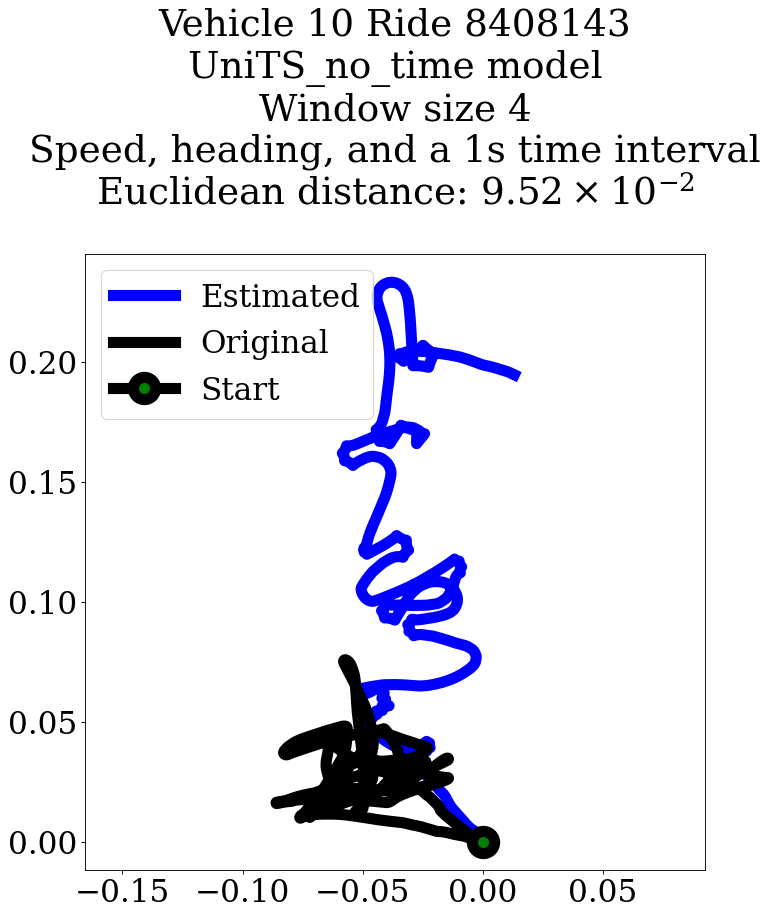 Vehicle 10 Ride 8408143
UniTS_no_time model
Window size 4
Speed, heading, and a 1s time interval
Euclidean distance: 9.52 × 10⁻²
Estimated
Original
Start
0.20
0.15
0.10
0.05
0.00
−0.15 −0.10 −0.05 0.00 0.05